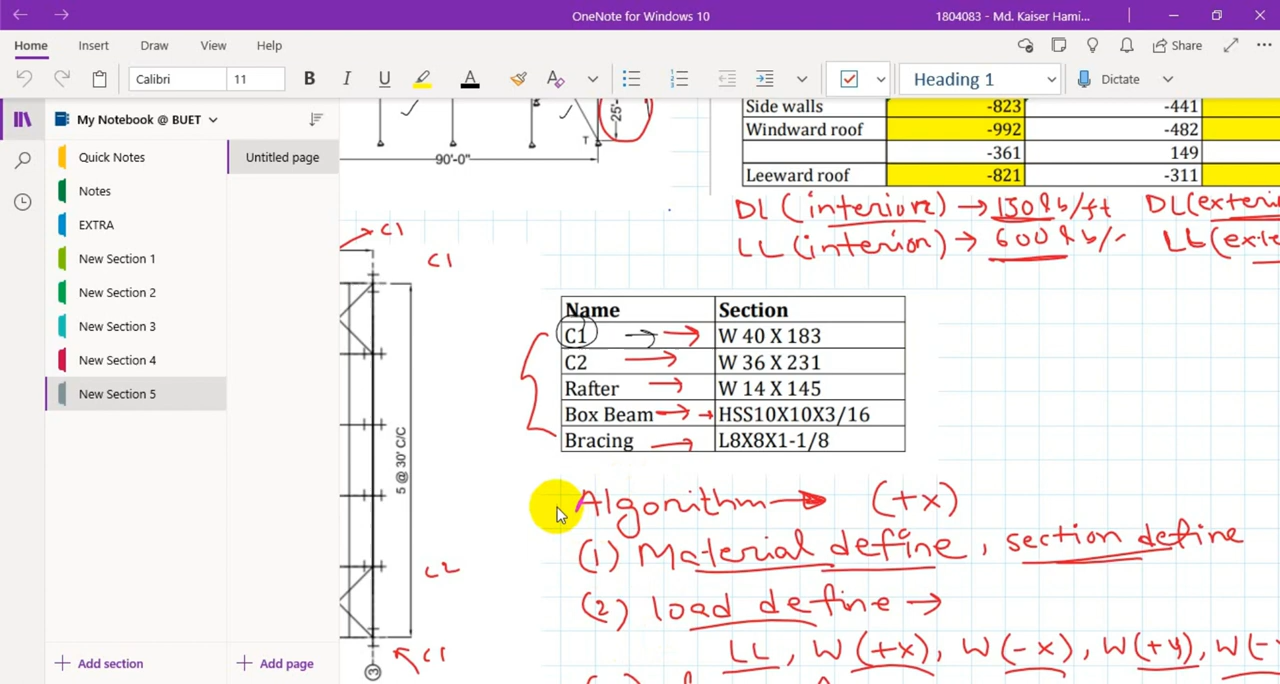 OneNote for Windows 10
1804083 - Md. Kaiser Hami...
Home Insert Draw View Help
Share
Calibri 11 B I U A A Heading 1 Dictate
My Notebook @ BUET
Quick Notes
Notes
EXTRA
New Section 1
New Section 2
New Section 3
New Section 4
New Section 5
Add section
Untitled page
Add page
25'-
T
90'-0"
Side walls -823 -441
Windward roof -992 -482
-361 149
Leeward roof -821 -311
DL (interior) → 150 lb/ft DL (exteri
LL (interior) → 600 lb/ LL (exte
C1
C1
5 @ 30' C/C
C2
C1
3
Name Section
C1 → → W 40 X 183
C2 → W 36 X 231
Rafter → W 14 X 145
Box Beam → → HSS10X10X3/16
Bracing → L8X8X1-1/8
Algorithm → (+x)
(1) Material define, section define
(2) load define →
LL, W(+x), W(-x), W(+y), W(-